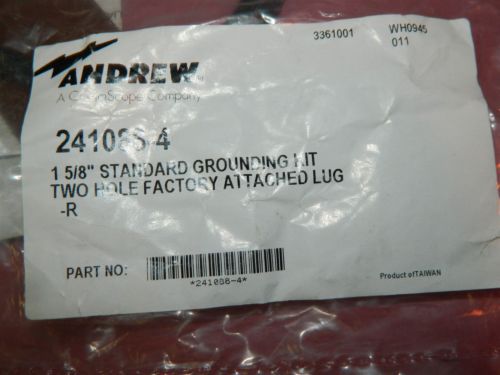 3361001 WH0945
011
ANDREW
A CommScope Company
241088-4
1 5/8" STANDARD GROUNDING KIT
TWO HOLE FACTORY ATTACHED LUG
-R
PART NO:
*241088-4*
Product of TAIWAN